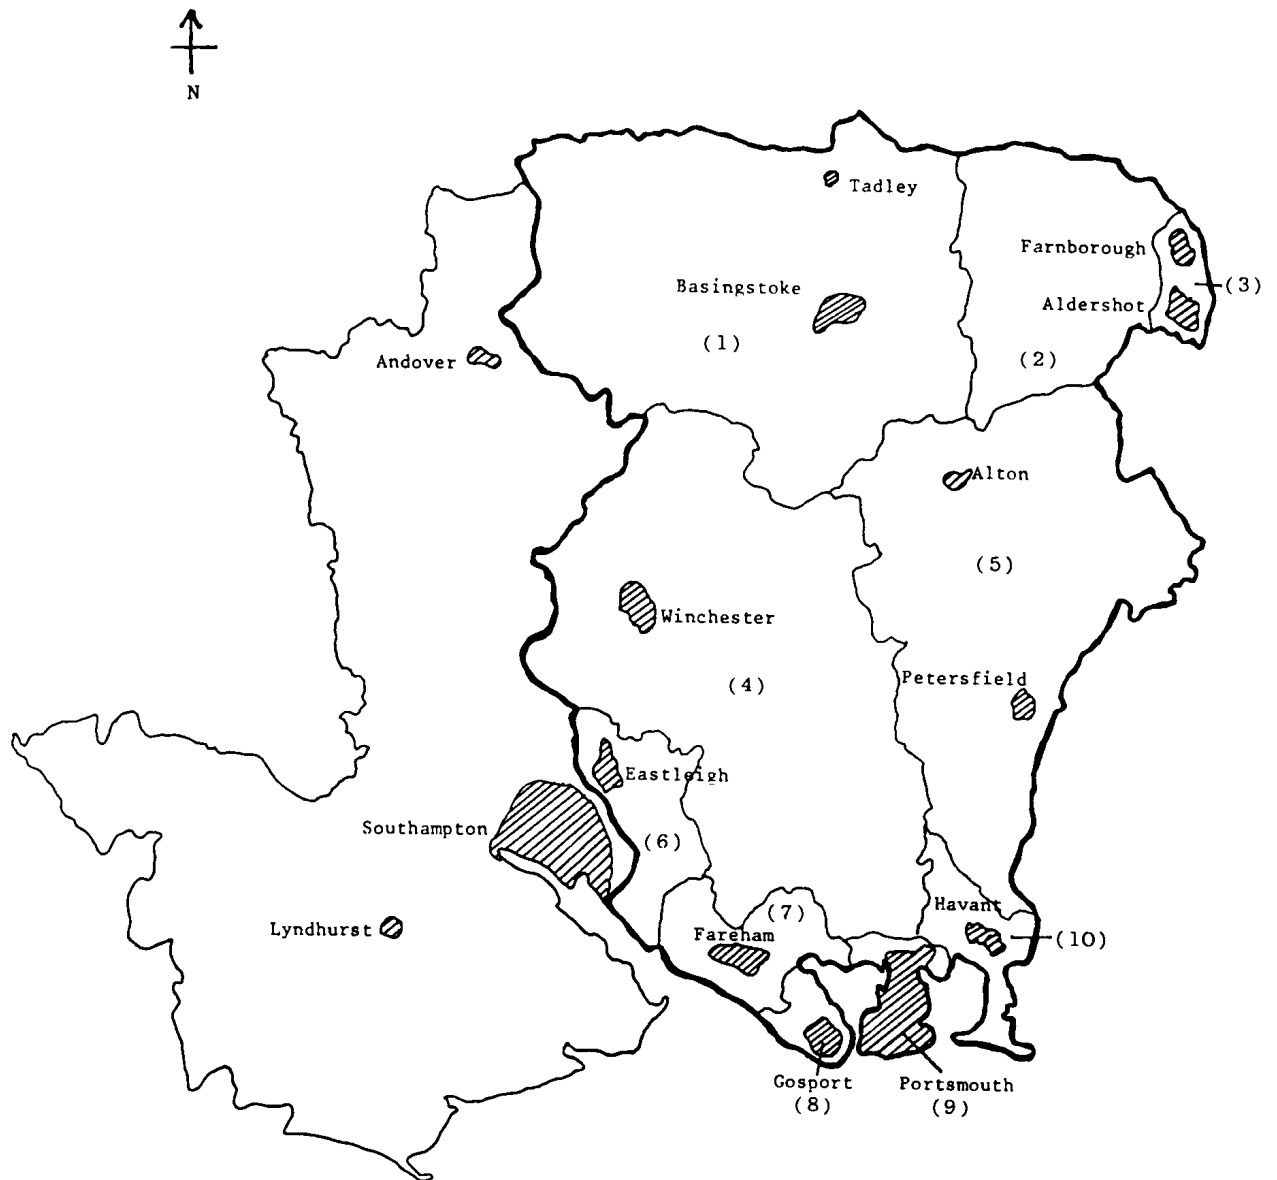 N
Tadley
Farnborough
(3)
Basingstoke
Aldershot
(1)
(2)
Andover
Alton
(5)
Winchester
(4)
Petersfield
Eastleigh
Southampton
(6)
Havant
(7)
Lyndhurst
Fareham
(10)
Gosport
(8)
Portsmouth
(9)